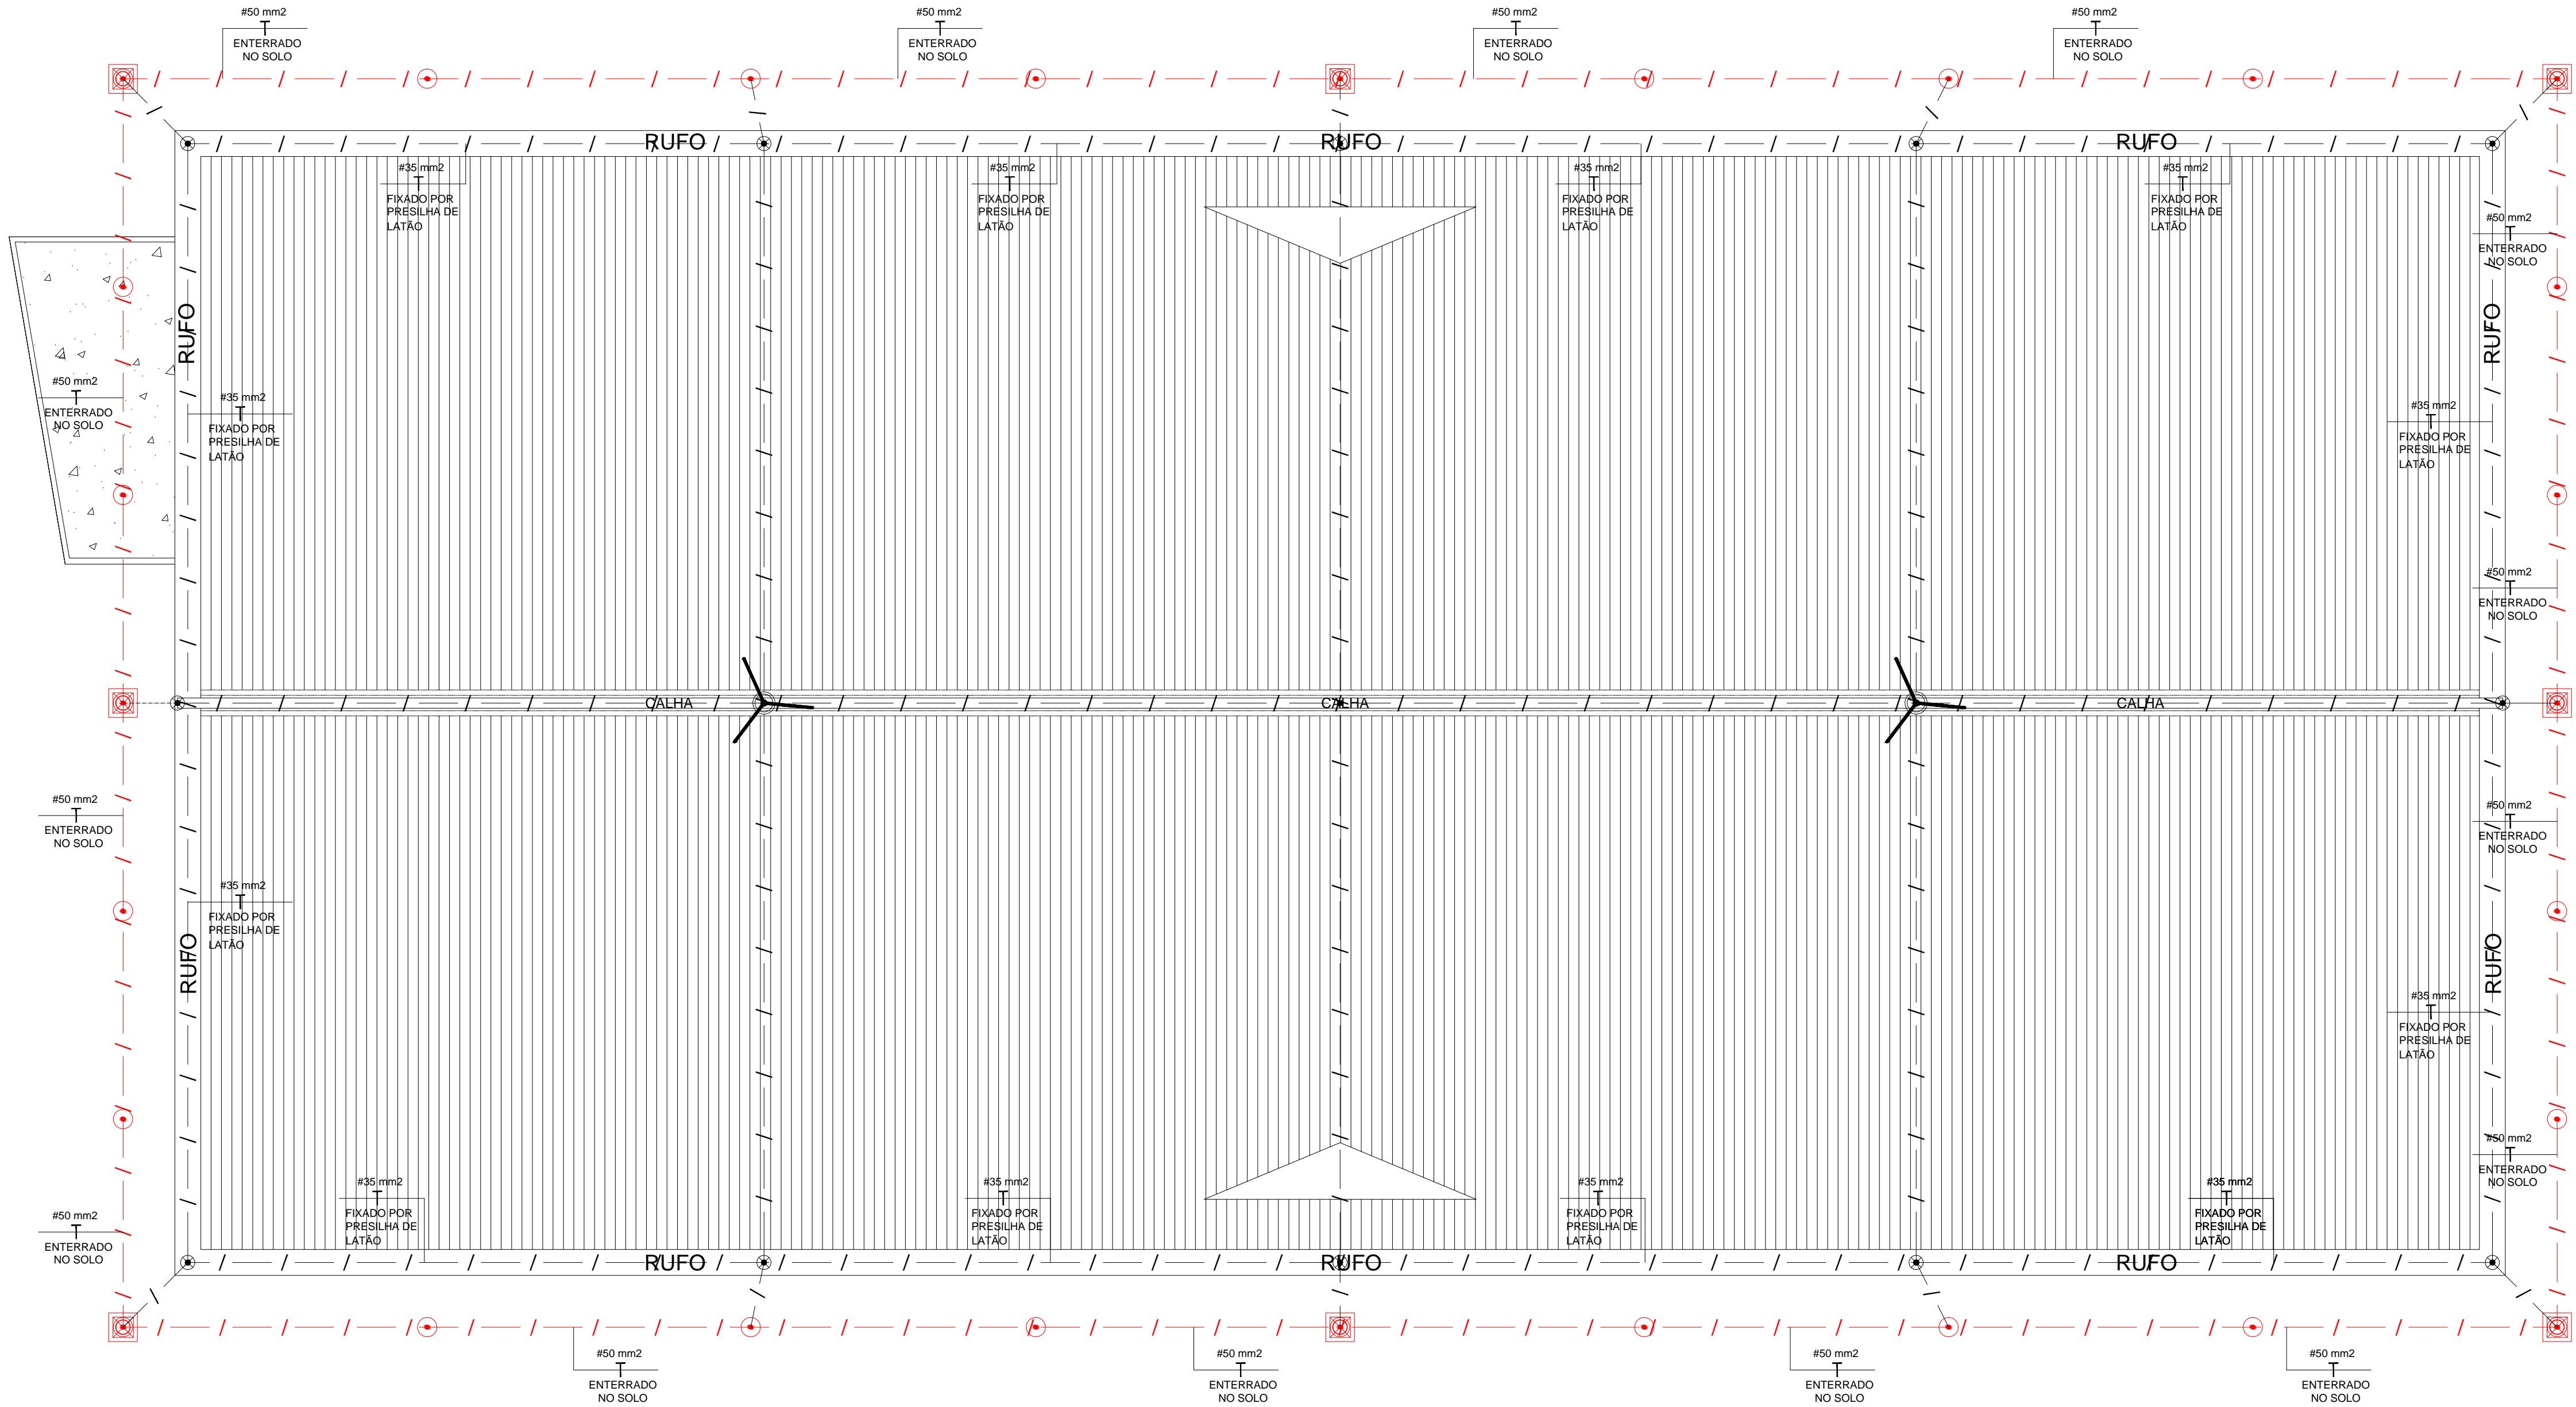 #50 mm2
ENTERRADO
NO SOLO
#50 mm2
ENTERRADO
NO SOLO
#50 mm2
ENTERRADO
NO SOLO
#50 mm2
ENTERRADO
NO SOLO
RUFO
RUFO
RUFO
#35 mm2
FIXADO POR
PRESILHA DE
LATÃO
#35 mm2
FIXADO POR
PRESILHA DE
LATÃO
#35 mm2
FIXADO POR
PRESILHA DE
LATÃO
#35 mm2
FIXADO POR
PRESILHA DE
LATÃO
#50 mm2
ENTERRADO
NO SOLO
RUFO
RUFO
#50 mm2
ENTERRADO
NO SOLO
#35 mm2
FIXADO POR
PRESILHA DE
LATÃO
#35 mm2
FIXADO POR
PRESILHA DE
LATÃO
#50 mm2
ENTERRADO
NO SOLO
CALHA
CALHA
CALHA
#50 mm2
ENTERRADO
NO SOLO
#50 mm2
ENTERRADO
NO SOLO
#35 mm2
FIXADO POR
PRESILHA DE
LATÃO
RUFO
RUFO
#35 mm2
FIXADO POR
PRESILHA DE
LATÃO
#50 mm2
ENTERRADO
NO SOLO
#50 mm2
ENTERRADO
NO SOLO
#35 mm2
FIXADO POR
PRESILHA DE
LATÃO
#35 mm2
FIXADO POR
PRESILHA DE
LATÃO
#35 mm2
FIXADO POR
PRESILHA DE
LATÃO
#35 mm2
FIXADO POR
PRESILHA DE
LATÃO
RUFO
RUFO
RUFO
#50 mm2
ENTERRADO
NO SOLO
#50 mm2
ENTERRADO
NO SOLO
#50 mm2
ENTERRADO
NO SOLO
#50 mm2
ENTERRADO
NO SOLO